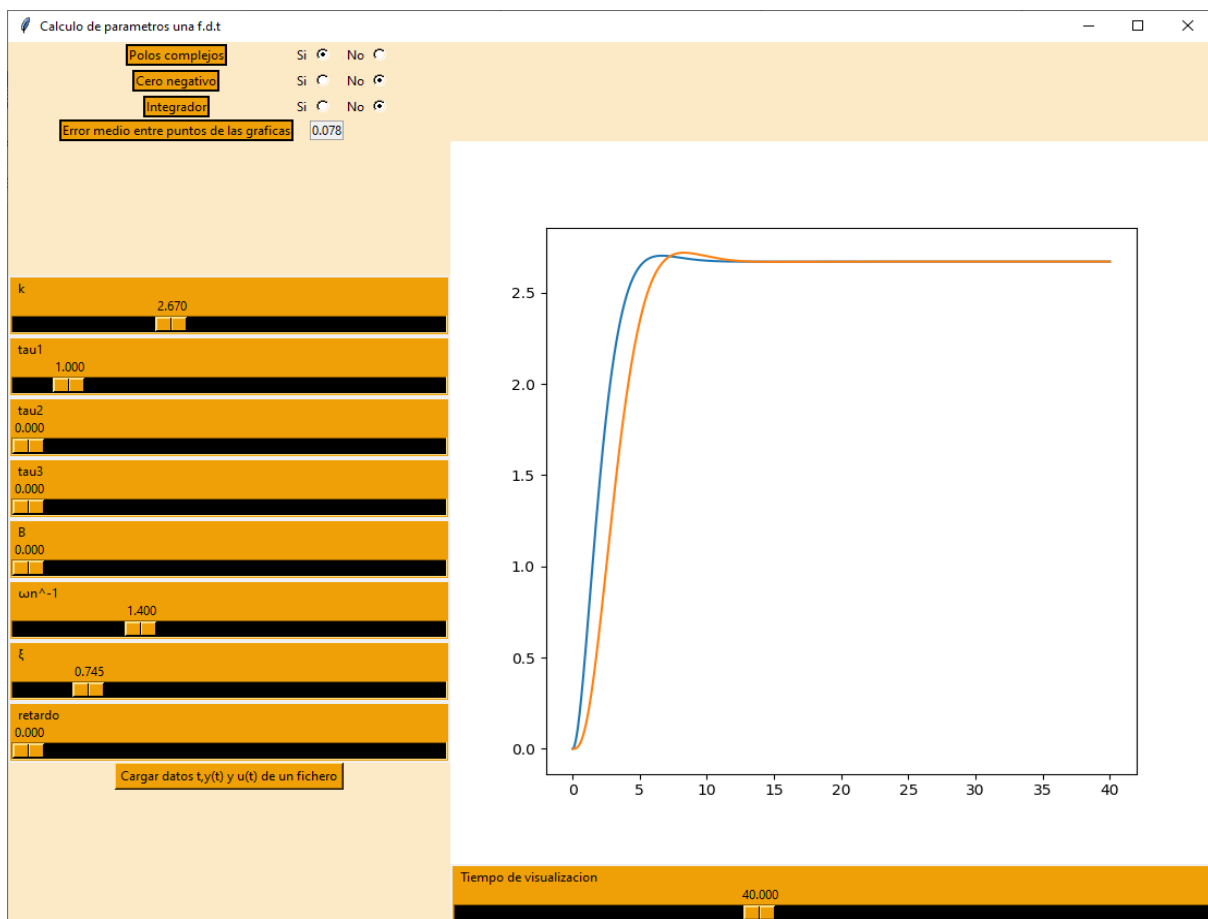 Calculo de parametros una f.d.t
Polos complejos Si No
Cero negativo Si No
Integrador Si No
Error medio entre puntos de las graficas 0.078
k
2.670
tau1
1.000
tau2
0.000
tau3
0.000
B
0.000
ωn^-1
1.400
ξ
0.745
retardo
0.000
Cargar datos t,y(t) y u(t) de un fichero
2.5
2.0
1.5
1.0
0.5
0.0
0 5 10 15 20 25 30 35 40
Tiempo de visualizacion
40.000